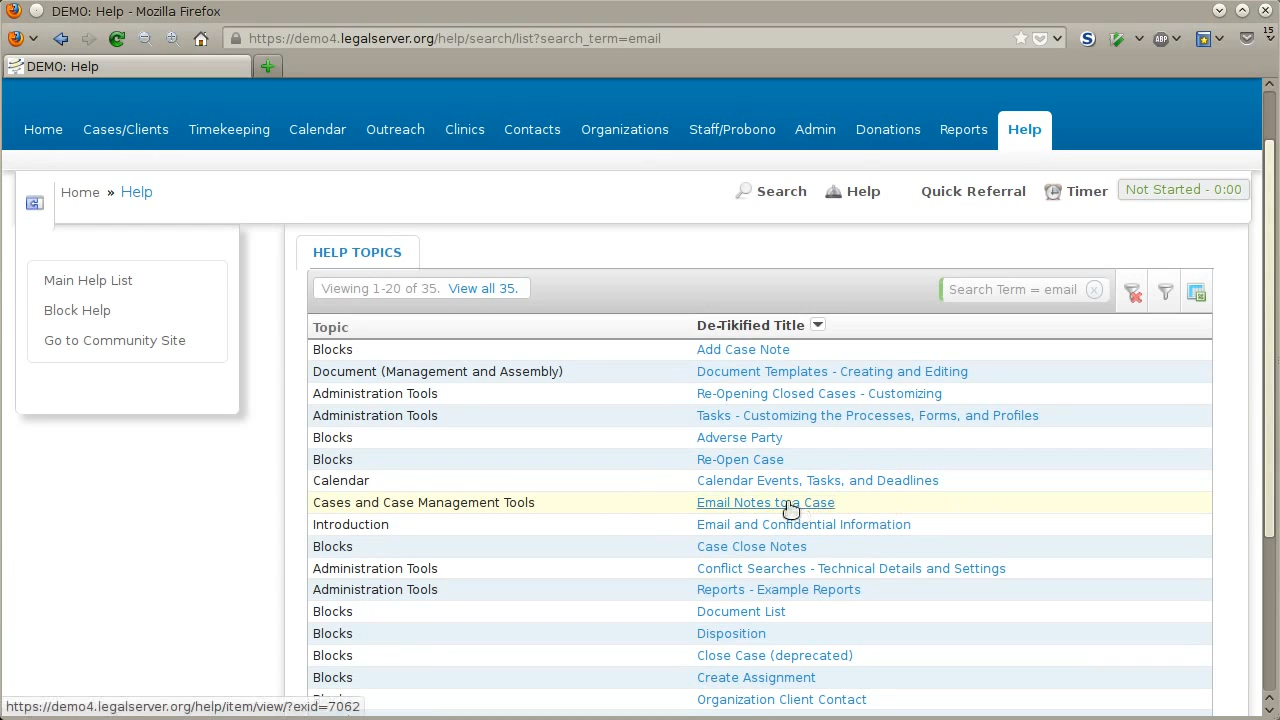 DEMO: Help - Mozilla Firefox
https://demo4.legalserver.org/help/search/list?search_term=email
S
ABP
15
DEMO: Help
Home Cases/Clients Timekeeping Calendar Outreach Clinics Contacts Organizations Staff/Probono Admin Donations Reports Help
Home » Help
Search Help Quick Referral Timer Not Started - 0:00
Main Help List
Block Help
Go to Community Site
HELP TOPICS
Viewing 1-20 of 35. View all 35.
Search Term = email
Topic De-Tikified Title
Blocks Add Case Note
Document (Management and Assembly) Document Templates - Creating and Editing
Administration Tools Re-Opening Closed Cases - Customizing
Administration Tools Tasks - Customizing the Processes, Forms, and Profiles
Blocks Adverse Party
Blocks Re-Open Case
Calendar Calendar Events, Tasks, and Deadlines
Cases and Case Management Tools Email Notes to a Case
Introduction Email and Confidential Information
Blocks Case Close Notes
Administration Tools Conflict Searches - Technical Details and Settings
Administration Tools Reports - Example Reports
Blocks Document List
Blocks Disposition
Blocks Close Case (deprecated)
Blocks Create Assignment
Organization Client Contact
https://demo4.legalserver.org/help/item/view/?exid=7062